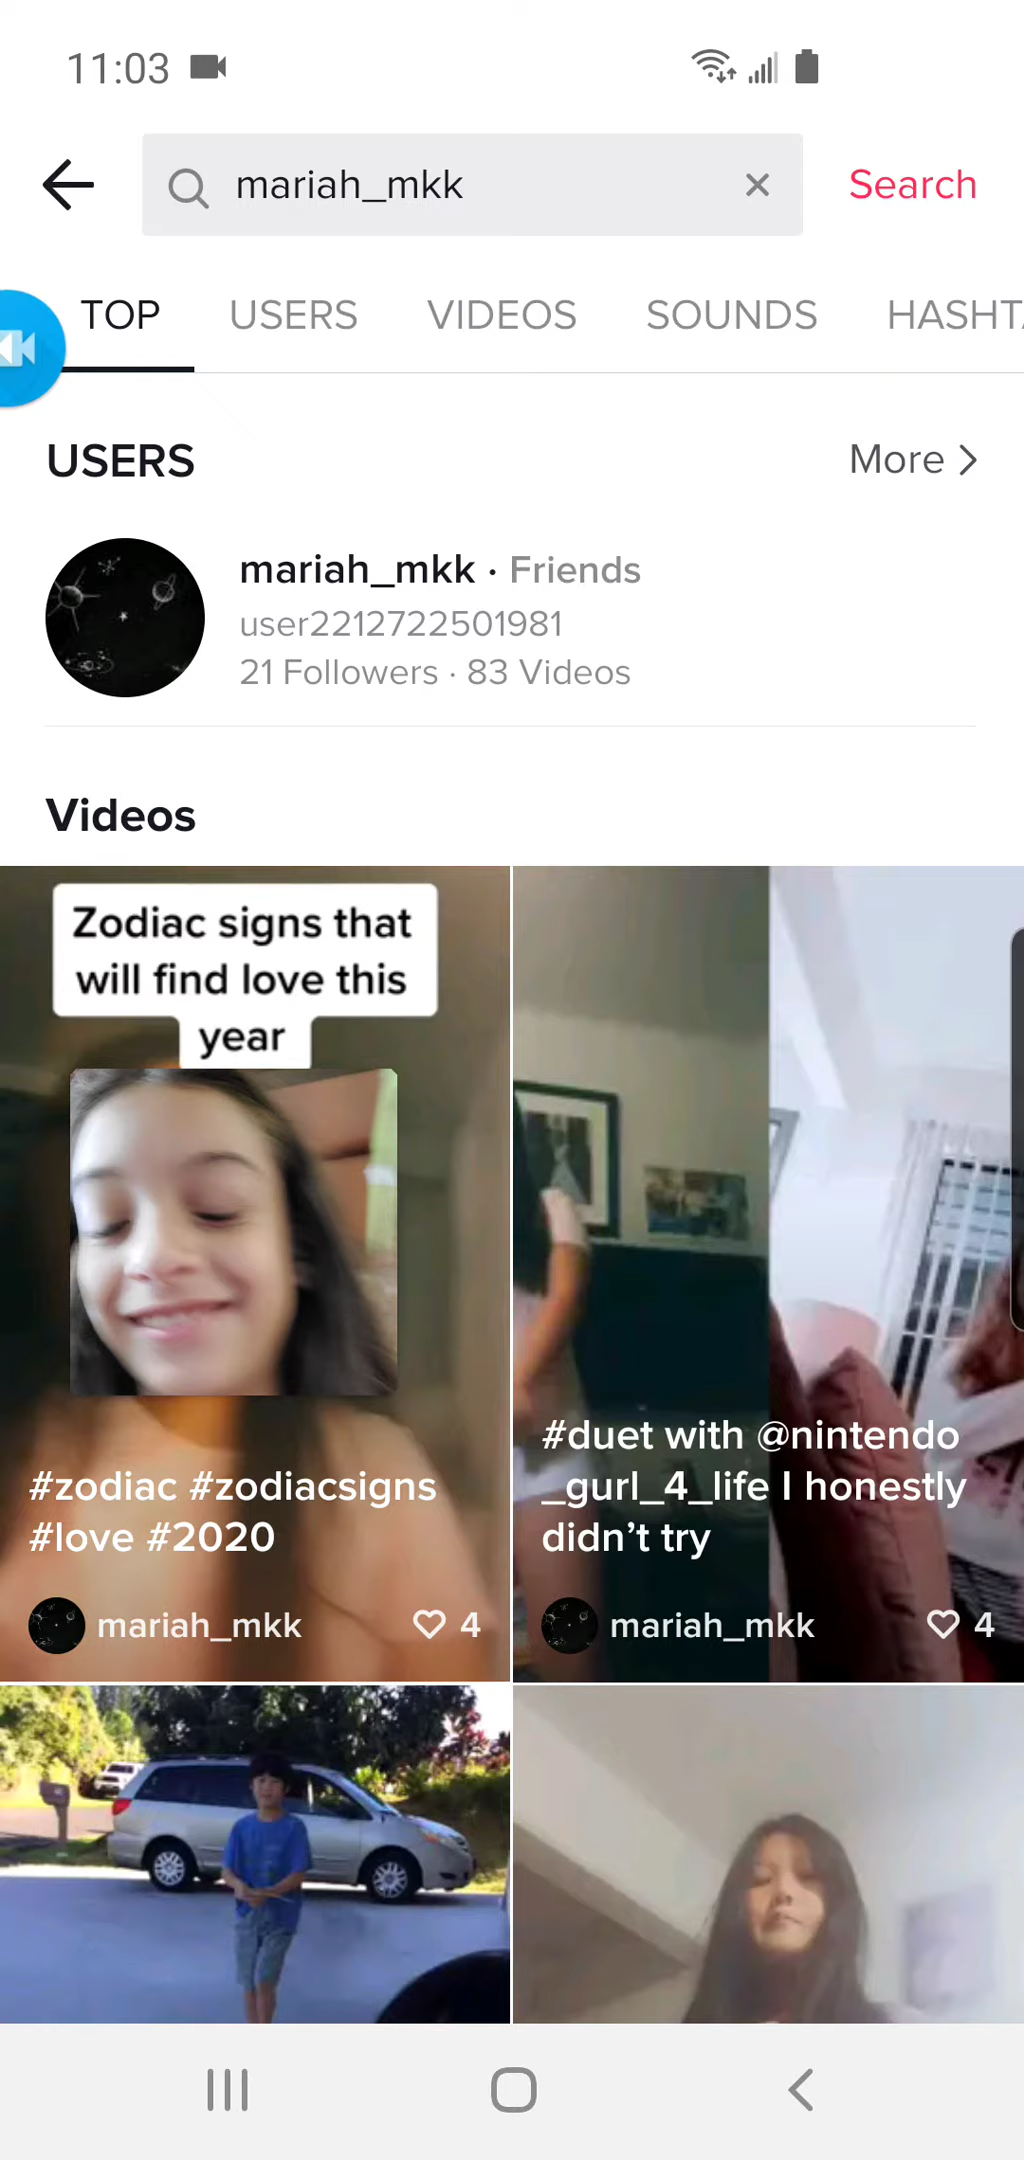 11:03
mariah_mkk
Search
TOP USERS VIDEOS SOUNDS HASHT
USERS
More
mariah_mkk · Friends
user2212722501981
21 Followers · 83 Videos
Videos
Zodiac signs that
will find love this
year
#zodiac #zodiacsigns
#love #2020
mariah_mkk 4
#duet with @nintendo
_gurl_4_life I honestly
didn't try
mariah_mkk 4